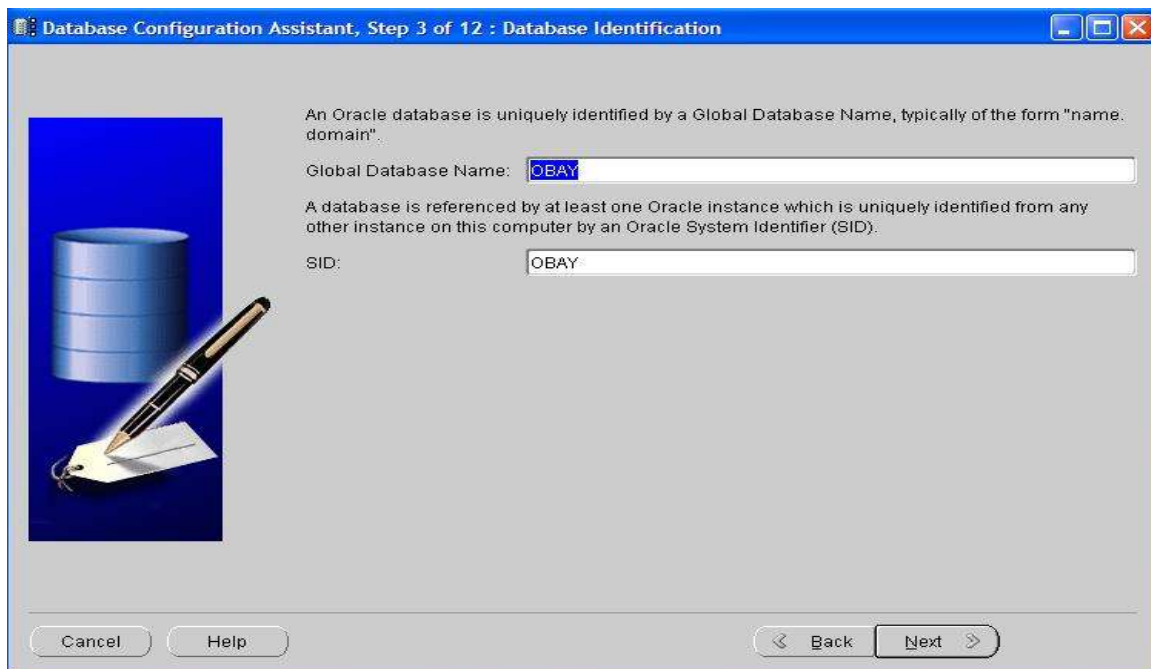 Database Configuration Assistant, Step 3 of 12 : Database Identification
An Oracle database is uniquely identified by a Global Database Name, typically of the form "name.
domain".
Global Database Name: OBAY
A database is referenced by at least one Oracle instance which is uniquely identified from any
other instance on this computer by an Oracle System Identifier (SID).
SID: OBAY
Cancel Help Back Next